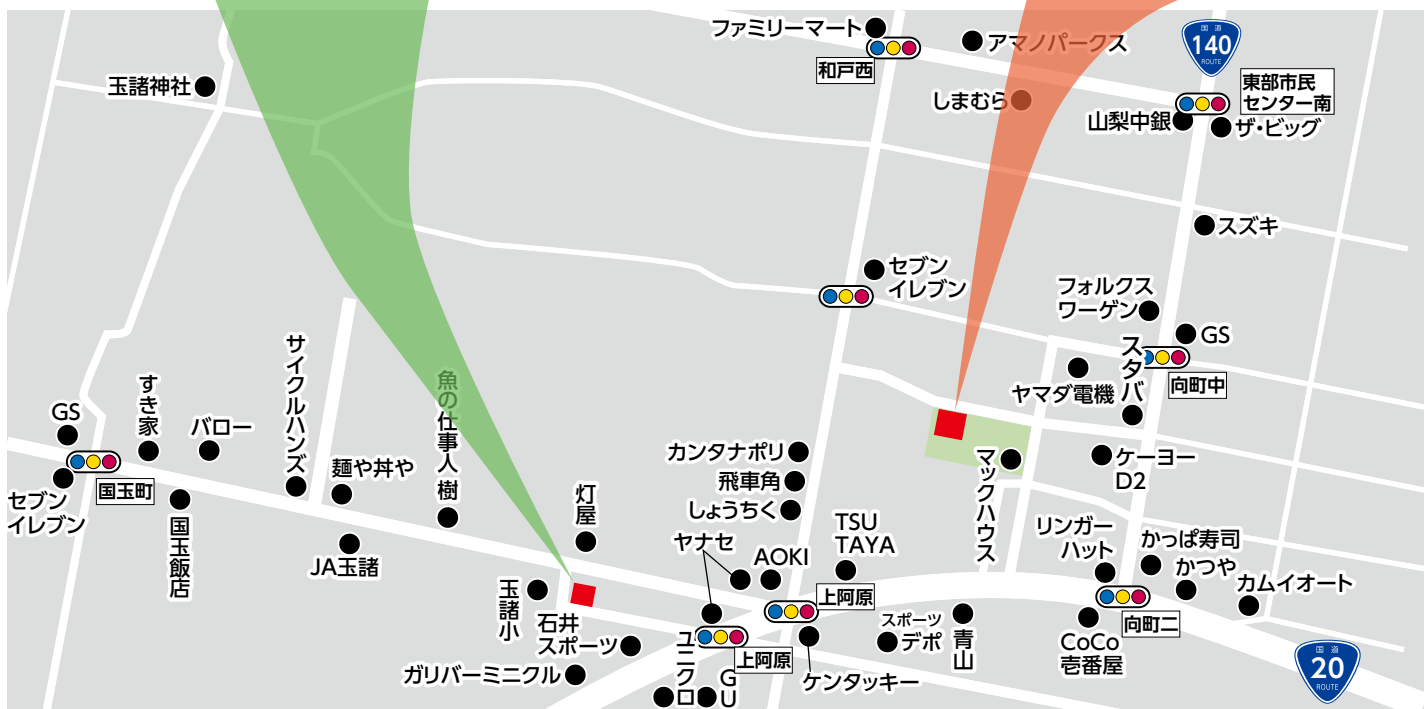 ファミリーマート
和戸西
アマノパークス
国道
140
ROUTE
東部市民
センター南
玉諸神社
しまむら
山梨中銀
ザ・ビッグ
スズキ
セブン
イレブン
フォルクス
ワーゲン
GS
スタバ
向町中
ヤマダ電機
サイクルハンズ
すき家
魚の仕事人 樹
GS
バロー
国玉町
セブン
イレブン
国玉飯店
麺や丼や
JA玉諸
灯屋
カンタナポリ
飛車角
しょうちく
マックハウス
ケーヨー
D2
ヤナセ
AOKI
TSU
TAYA
リンガー
ハット
かっぱ寿司
かつや
カムイオート
玉諸小
石井
スポーツ
ガリバーミニクル
ユニクロ
GU
上阿原
上阿原
ケンタッキー
スポーツ
デポ
青山
CoCo
壱番屋
向町二
国道
20
ROUTE